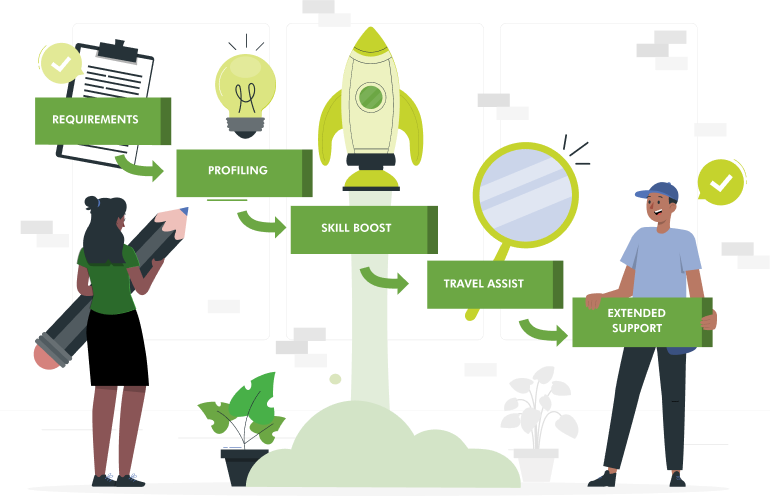 REQUIREMENTS
PROFILING
SKILL BOOST
TRAVEL ASSIST
EXTENDED
SUPPORT